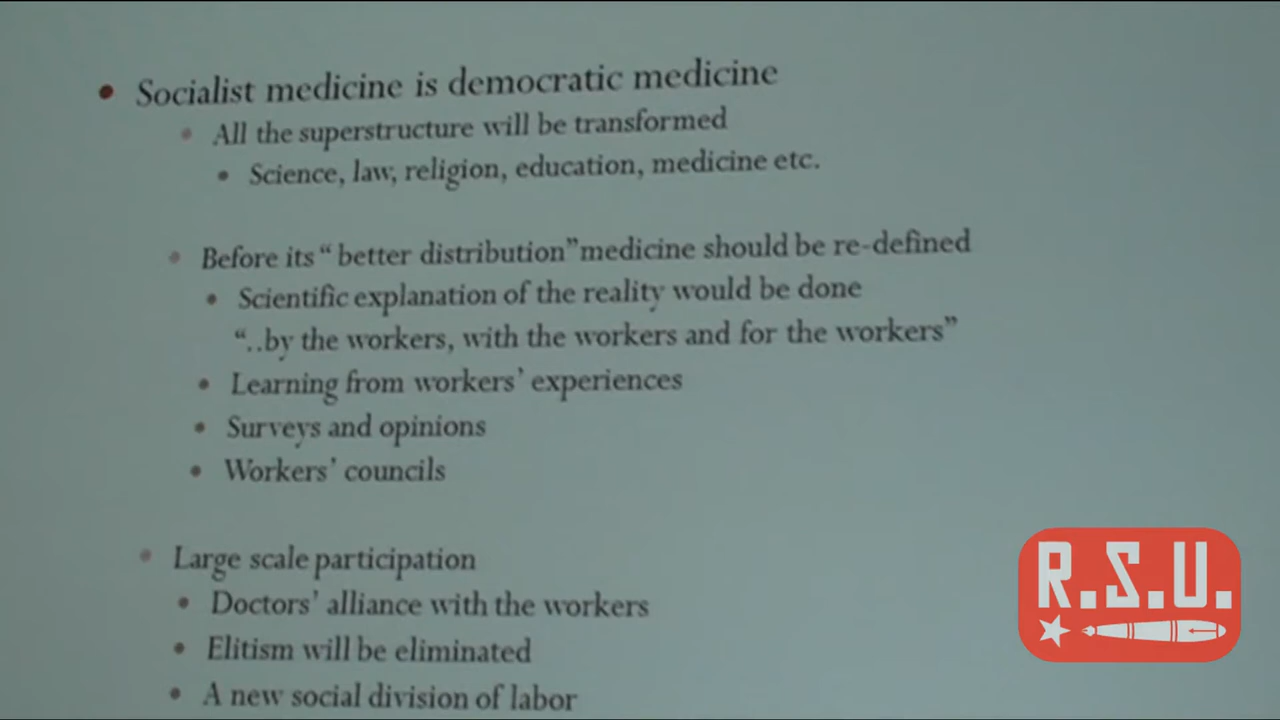 • Socialist medicine is democratic medicine
• All the superstructure will be transformed
• Science, law, religion, education, medicine etc.
• Before its “ better distribution” medicine should be re-defined
• Scientific explanation of the reality would be done
“..by the workers, with the workers and for the workers”
• Learning from workers’ experiences
• Surveys and opinions
• Workers’ councils
• Large scale participation
• Doctors’ alliance with the workers
• Elitism will be eliminated
• A new social division of labor
R.S.U.